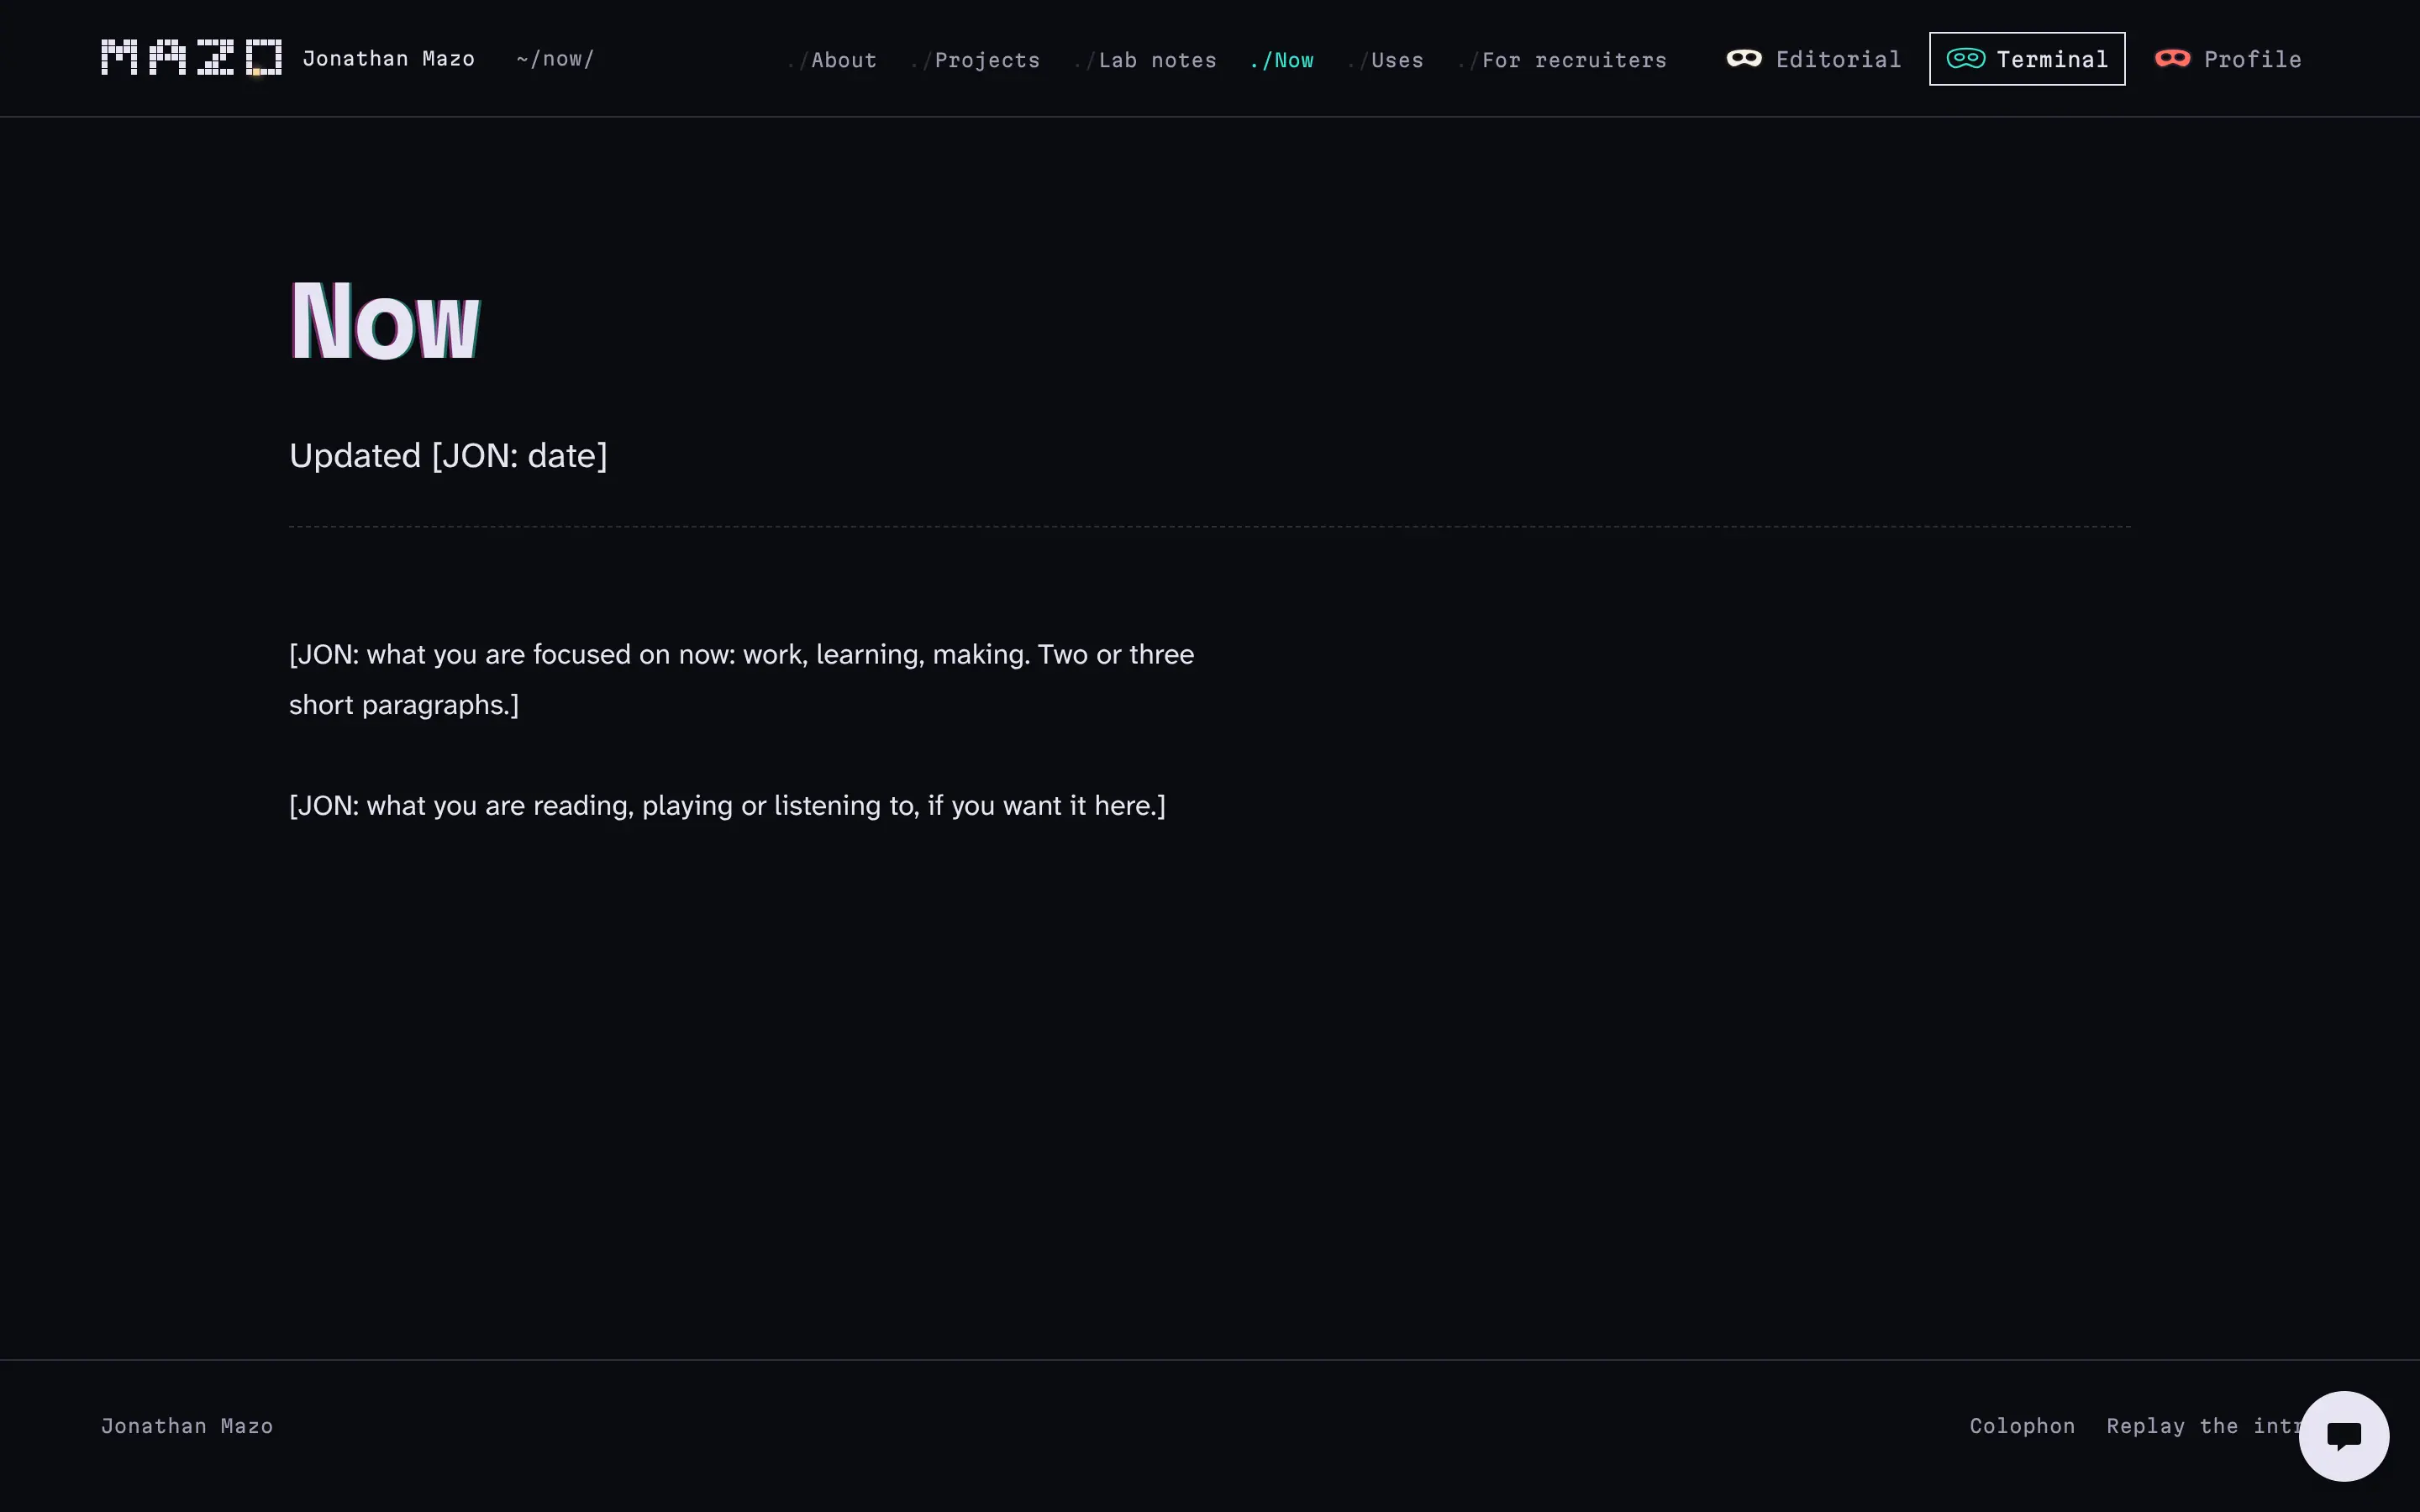 MAZO Jonathan Mazo ~/now/ ./About ./Projects ./Lab notes ./Now ./Uses ./For recruiters Editorial Terminal Profile
Now
Updated [JON: date]
[JON: what you are focused on now: work, learning, making. Two or three
short paragraphs.]
[JON: what you are reading, playing or listening to, if you want it here.]
Jonathan Mazo Colophon Replay the